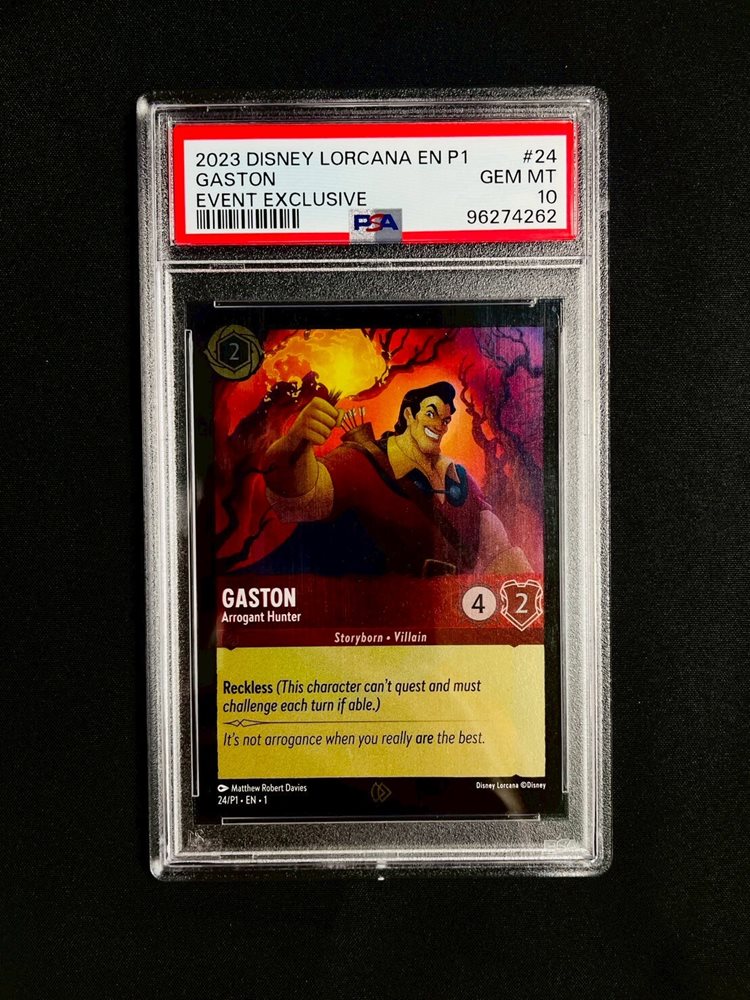 2023 DISNEY LORCANA EN P1 #24
GASTON GEM MT
EVENT EXCLUSIVE 10
PSA 96274262
2
GASTON
Arrogant Hunter
4 2
Storyborn • Villain
Reckless (This character can't quest and must
challenge each turn if able.)
It's not arrogance when you really are the best.
Matthew Robert Davies
Disney Lorcana ©Disney
24/P1 • EN • 1